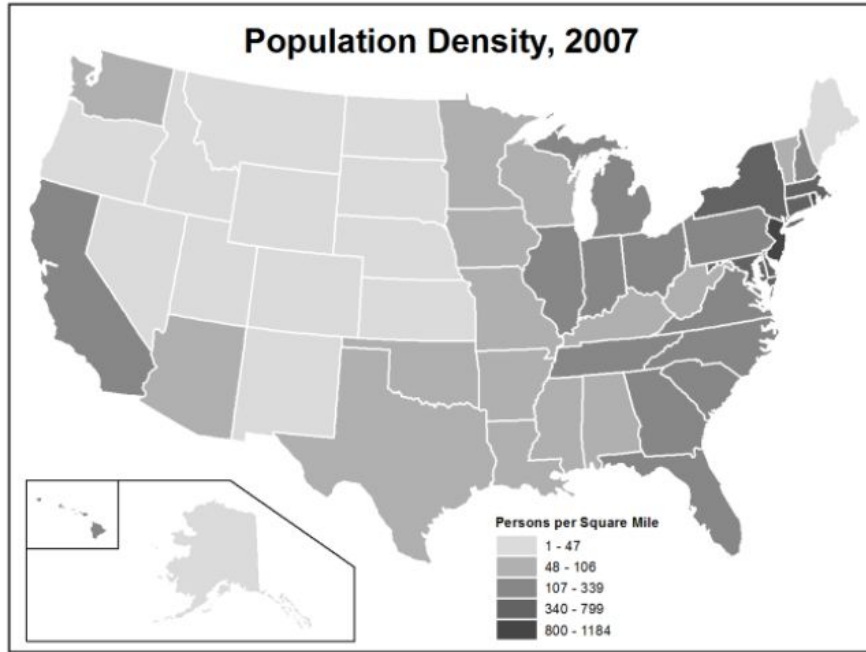 Population Density, 2007
Persons per Square Mile
1 - 47
48 - 106
107 - 339
340 - 799
800 - 1184